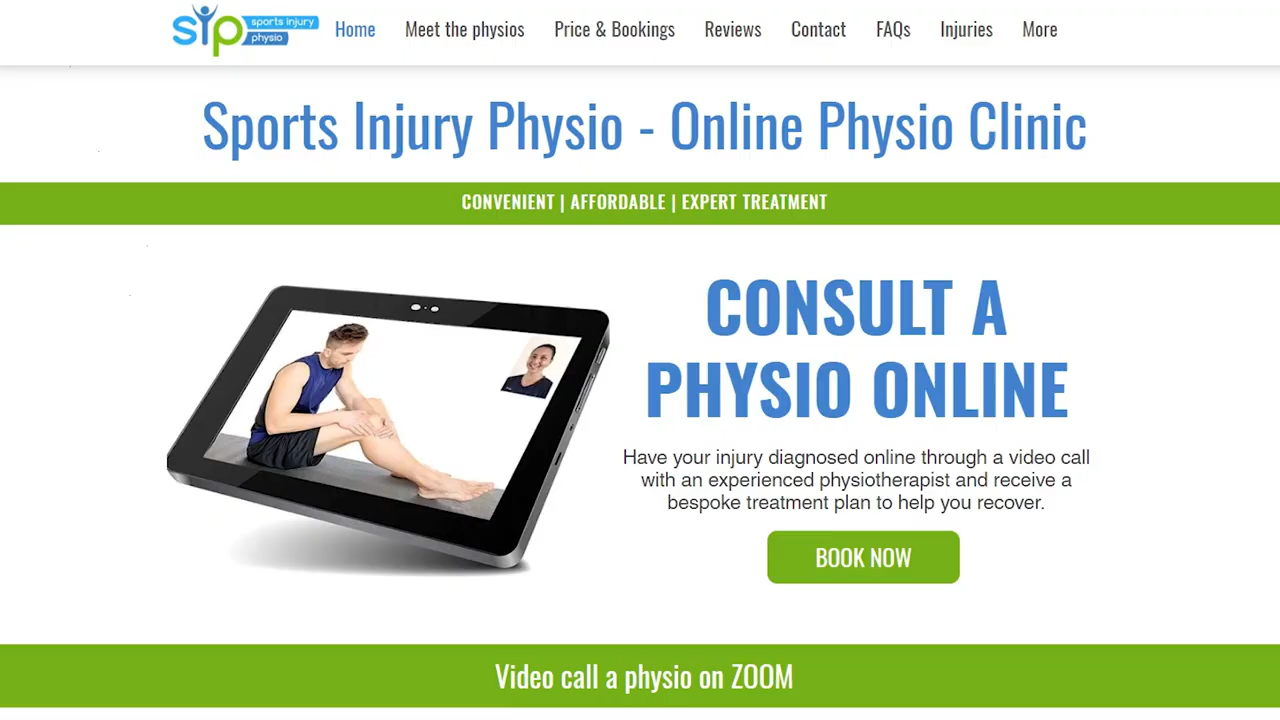 sip sports injury physio
Home Meet the physios Price & Bookings Reviews Contact FAQs Injuries More
Sports Injury Physio - Online Physio Clinic
CONVENIENT | AFFORDABLE | EXPERT TREATMENT
CONSULT A
PHYSIO ONLINE
Have your injury diagnosed online through a video call
with an experienced physiotherapist and receive a
bespoke treatment plan to help you recover.
BOOK NOW
Video call a physio on ZOOM